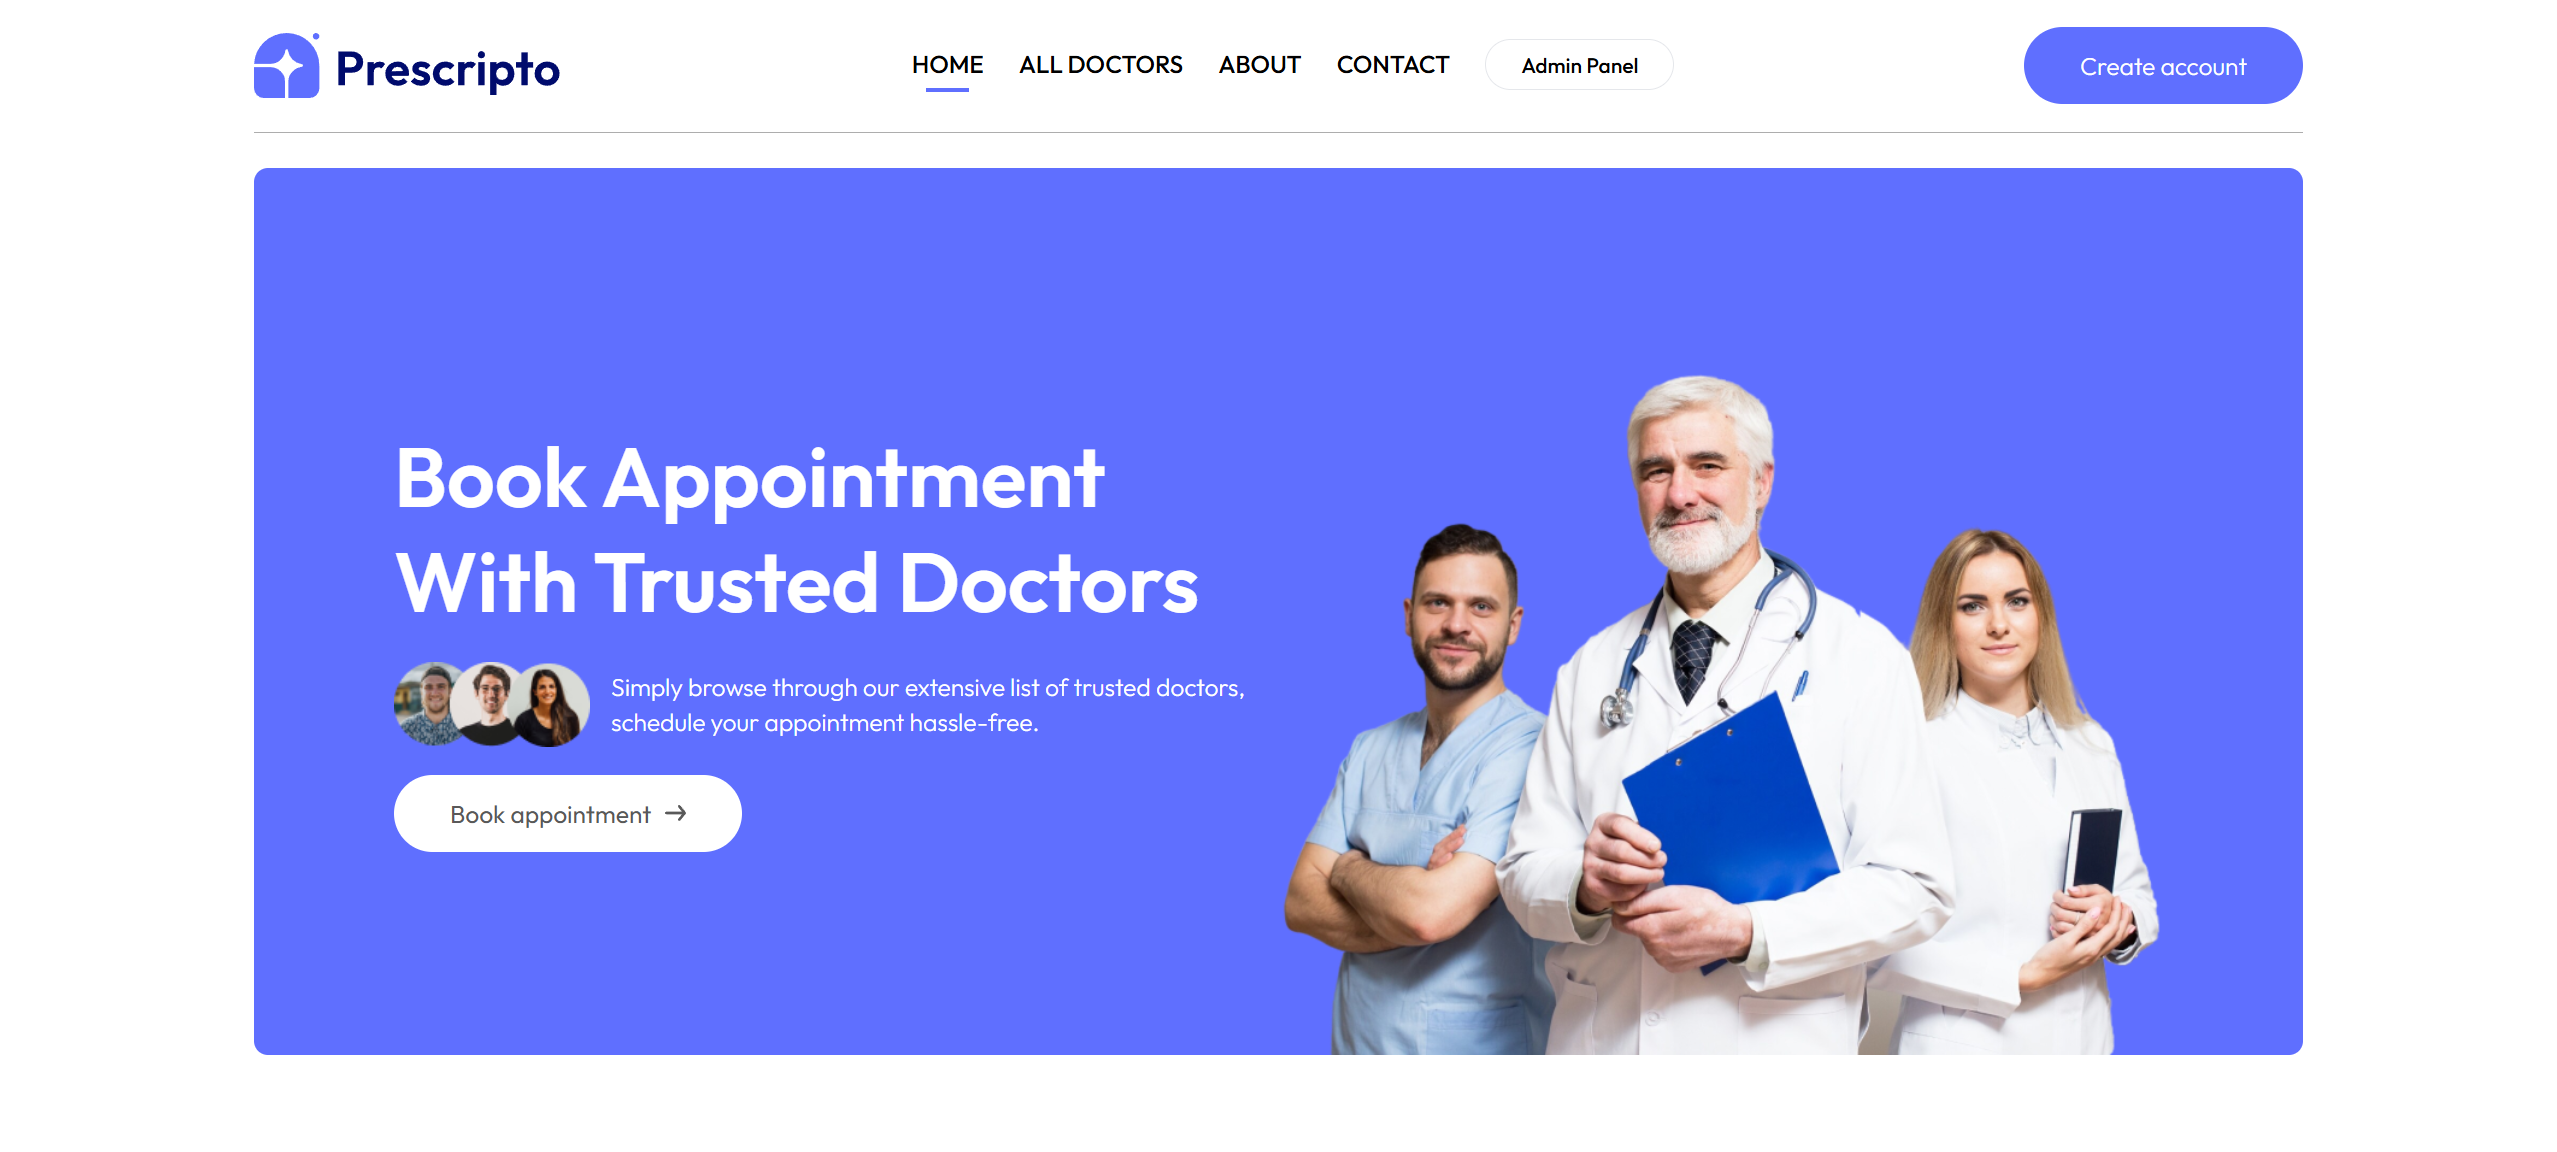 Prescripto
HOME
ALL DOCTORS
ABOUT
CONTACT
Admin Panel
Create account
Book Appointment
With Trusted Doctors
Simply browse through our extensive list of trusted doctors,
schedule your appointment hassle-free.
Book appointment →